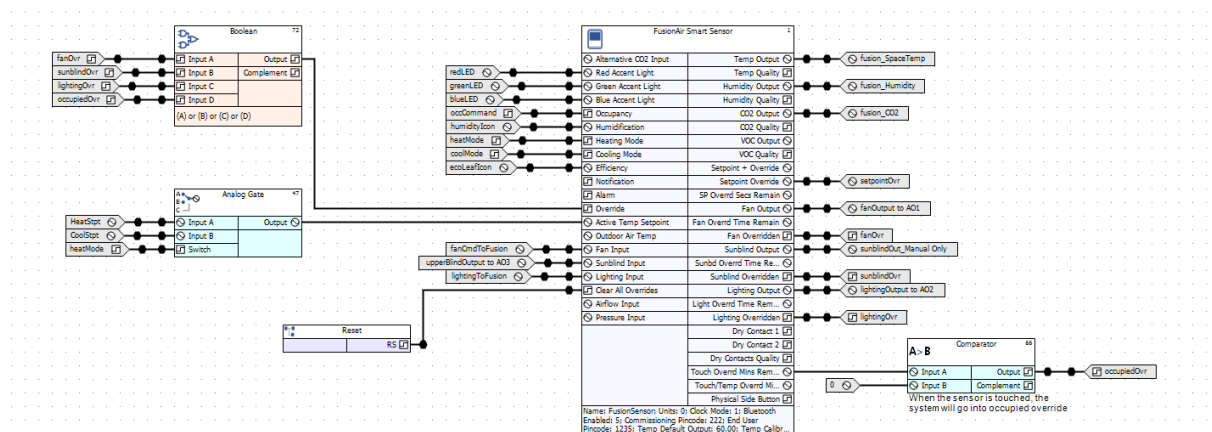 Boolean 72
fanOvr
sunblindOvr
lightingOvr
occupiedOvr
Input A Output
Input B Complement
Input C
Input D
(A) or (B) or (C) or (D)
Analog Gate 47
A
B
C
HeatStpt
CoolStpt
heatMode
Input A Output
Input B
Switch
Reset
RS
redLED
greenLED
blueLED
occCommand
humidityIcon
heatMode
coolMode
ecoLeafIcon
fanCmdToFusion
upperBlindOutput to AO3
lightingToFusion
FusionAir Smart Sensor 1
Alternative CO2 Input Temp Output
Red Accent Light Temp Quality
Green Accent Light Humidity Output
Blue Accent Light Humidity Quality
Occupancy CO2 Output
Humidification CO2 Quality
Heating Mode VOC Output
Cooling Mode VOC Quality
Efficiency Setpoint + Override
Notification Setpoint Override
Alarm SP Overrd Secs Remain
Override Fan Output
Active Temp Setpoint Fan Overrd Time Remain
Outdoor Air Temp Fan Overridden
Fan Input Sunblind Output
Sunblind Input Sunbd Overrd Time Re...
Lighting Input Sunblind Overridden
Clear All Overrides Lighting Output
Airflow Input Light Overrd Time Rem...
Pressure Input Lighting Overridden
Dry Contact 1
Dry Contact 2
Dry Contacts Quality
Touch Overrd Mins Rem...
Touch/Temp Overrd Mi...
Physical Side Button
Name: FusionSensor; Units: 0; Clock Mode: 1; Bluetooth
Enabled: 5; Commissioning Pincode: 222; End User
Pincode: 1235; Temp Default Output: 60.00; Temp Calibr...
fusion_SpaceTemp
fusion_Humidity
fusion_CO2
setpointOvr
fanOutput to AO1
fanOvr
sunblindOut_Manual Only
sunblindOvr
lightingOutput to AO2
lightingOvr
0
A>B Comparator 66
Input A Output
Input B Complement
occupiedOvr
When the sensor is touched, the
system will go into occupied override